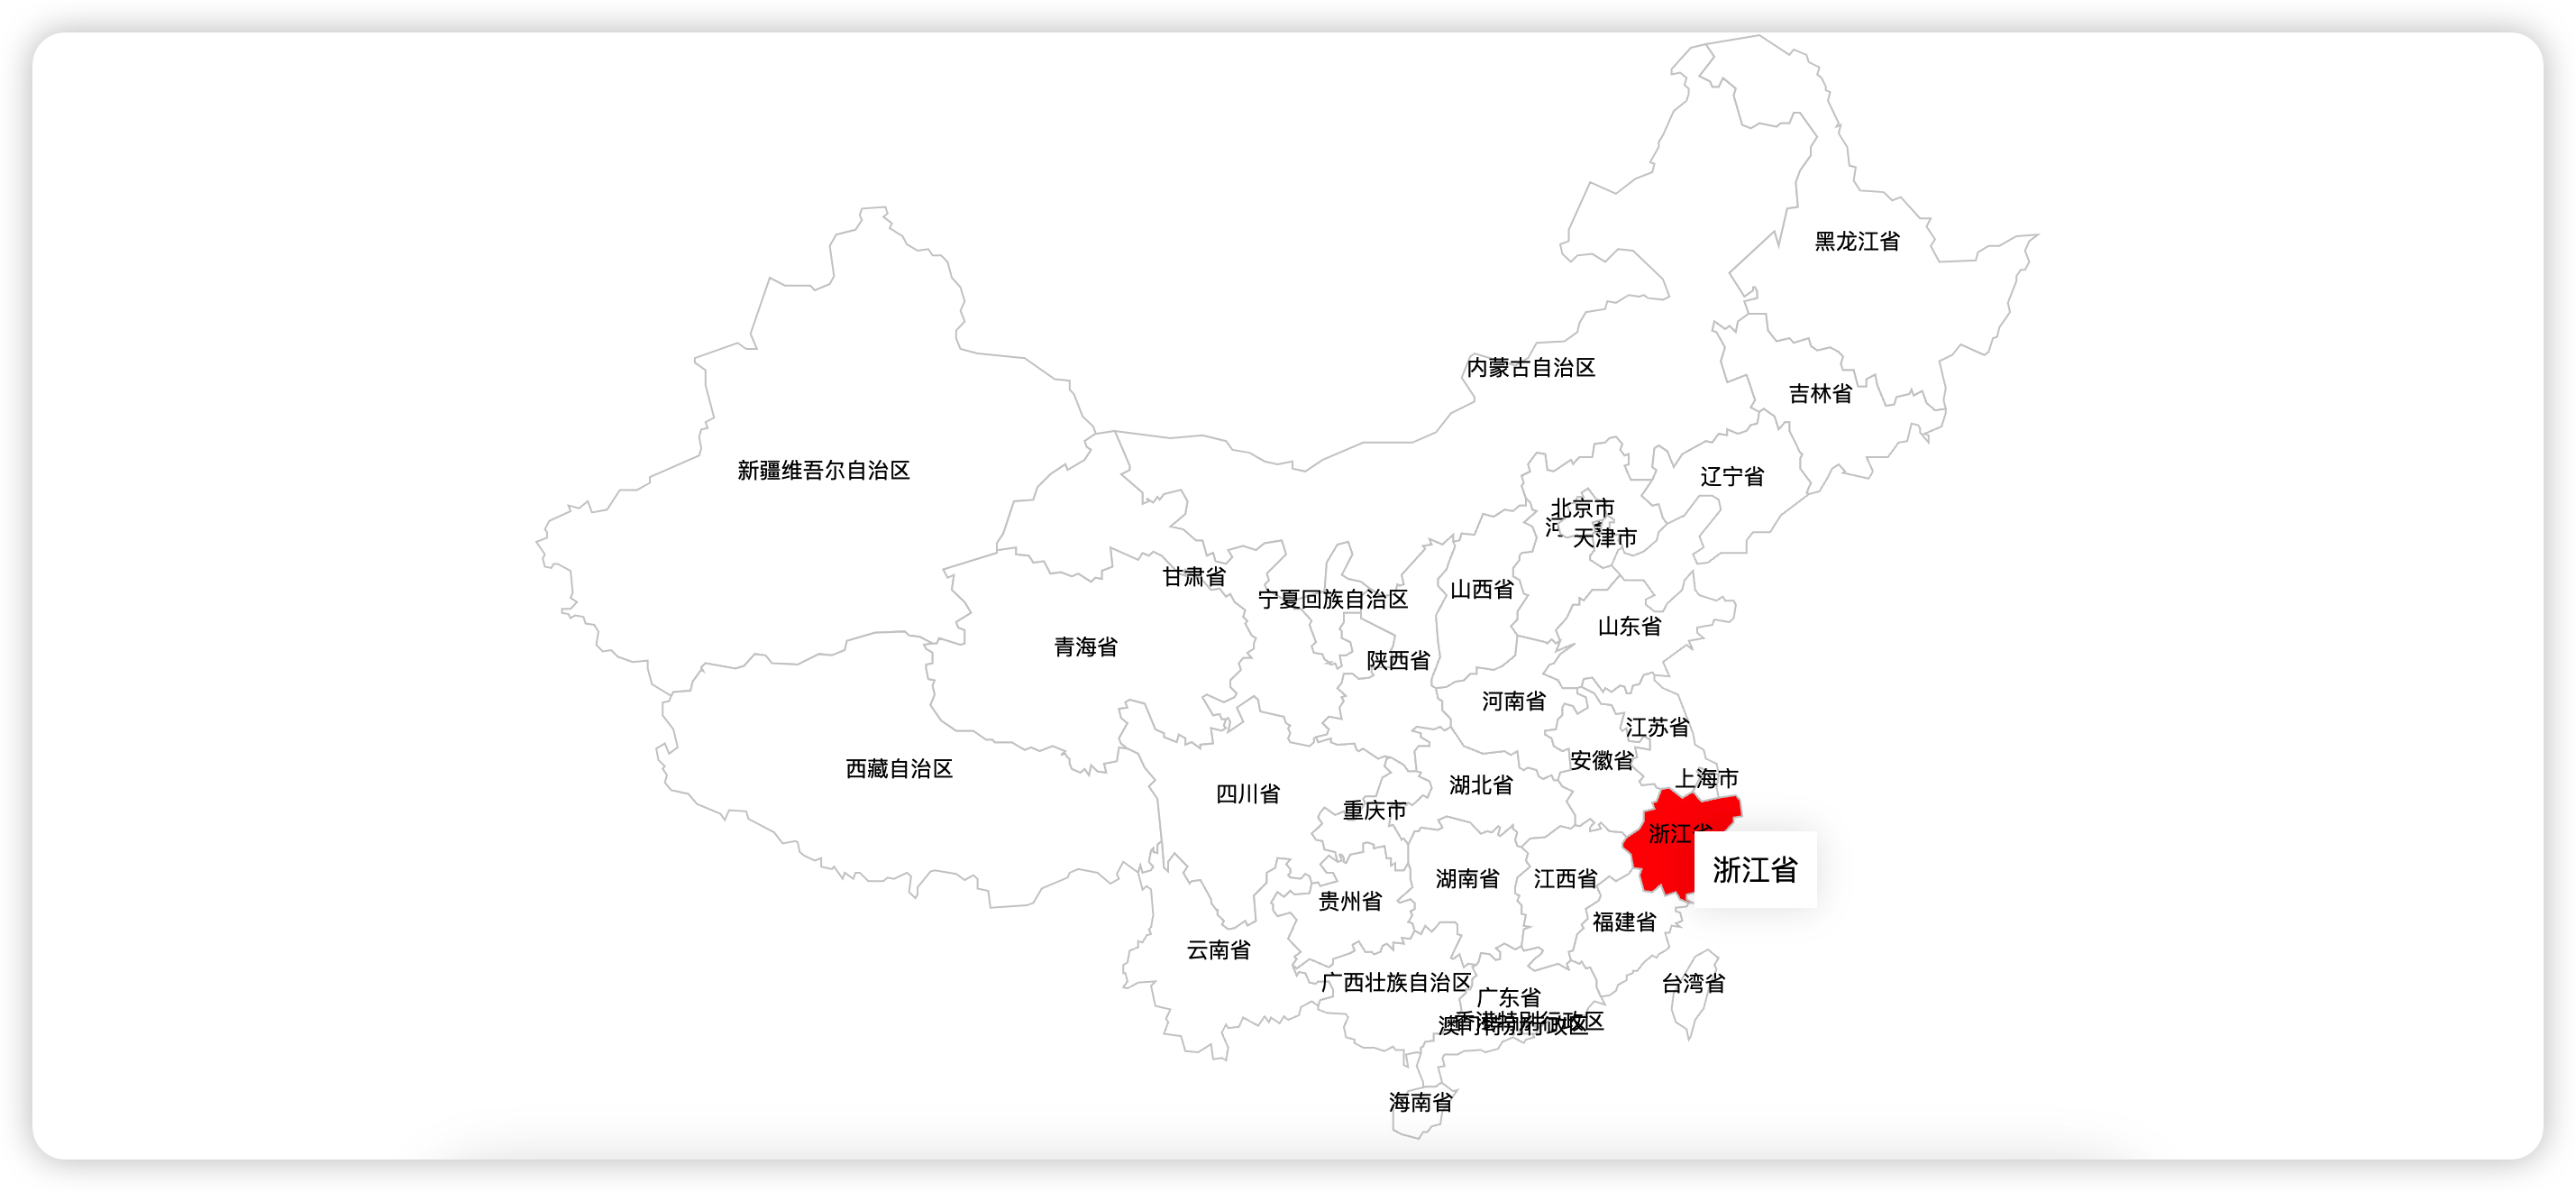 黑龙江省
内蒙古自治区
吉林省
新疆维吾尔自治区
辽宁省
北京市
河
天津市
甘肃省
山西省
宁夏回族自治区
山东省
青海省
陕西省
河南省
江苏省
安徽省
西藏自治区
上海市
湖北省
四川省
重庆市
浙江省
浙江省
湖南省
江西省
贵州省
福建省
云南省
广西壮族自治区
台湾省
广东省
香港特别行政区
澳门特别行政区
海南省